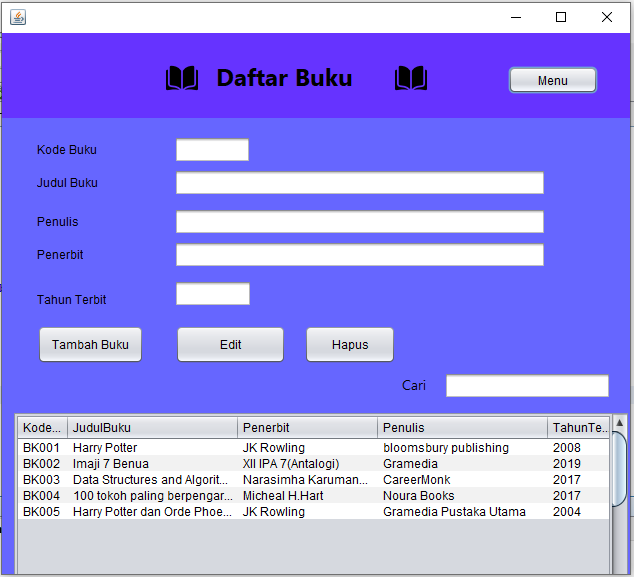 Daftar Buku
Menu
Kode Buku
Judul Buku
Penulis
Penerbit
Tahun Terbit
Tambah Buku Edit Hapus
Cari
Kode... JudulBuku Penerbit Penulis TahunTe...
BK001 Harry Potter JK Rowling bloomsbury publishing 2008
BK002 Imaji 7 Benua XII IPA 7(Antalogi) Gramedia 2019
BK003 Data Structures and Algorit... Narasimha Karuman... CareerMonk 2017
BK004 100 tokoh paling berpengar... Micheal H.Hart Noura Books 2017
BK005 Harry Potter dan Orde Phoe... JK Rowling Gramedia Pustaka Utama 2004